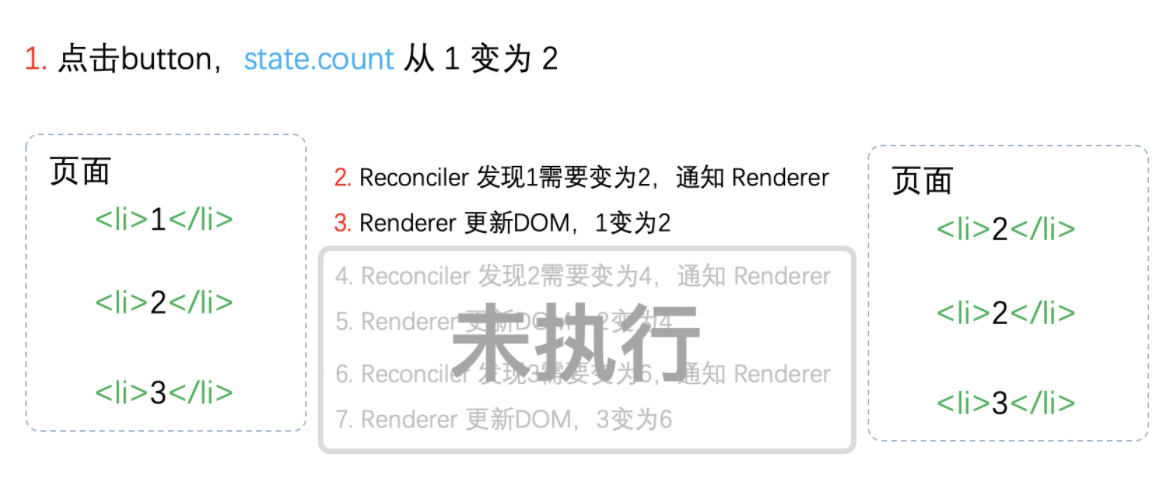 1. 点击button，state.count 从 1 变为 2
页面
<li>1</li>
<li>2</li>
<li>3</li>
2. Reconciler 发现1需要变为2，通知 Renderer
3. Renderer 更新DOM，1变为2
4. Reconciler 发现2需要变为4，通知 Renderer
5. Renderer 更新DOM，2变为4
6. Reconciler 发现3需要变为6，通知 Renderer
7. Renderer 更新DOM，3变为6
未执行
页面
<li>2</li>
<li>2</li>
<li>3</li>